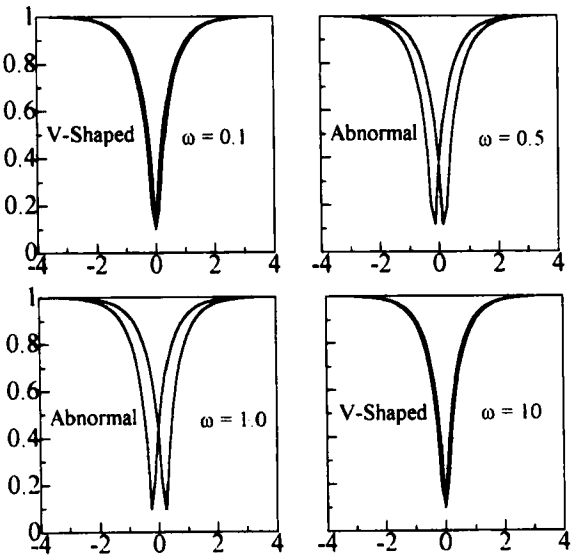 1
0.8
0.6
V-Shaped ω = 0.1
0.4
0.2
0
-4 -2 0 2 4
Abnormal ω = 0.5
-4 -2 0 2 4
1
0.8
0.6
Abnormal ω = 1.0
0.4
0.2
0
-4 -2 0 2 4
V-Shaped ω = 10
-4 -2 0 2 4